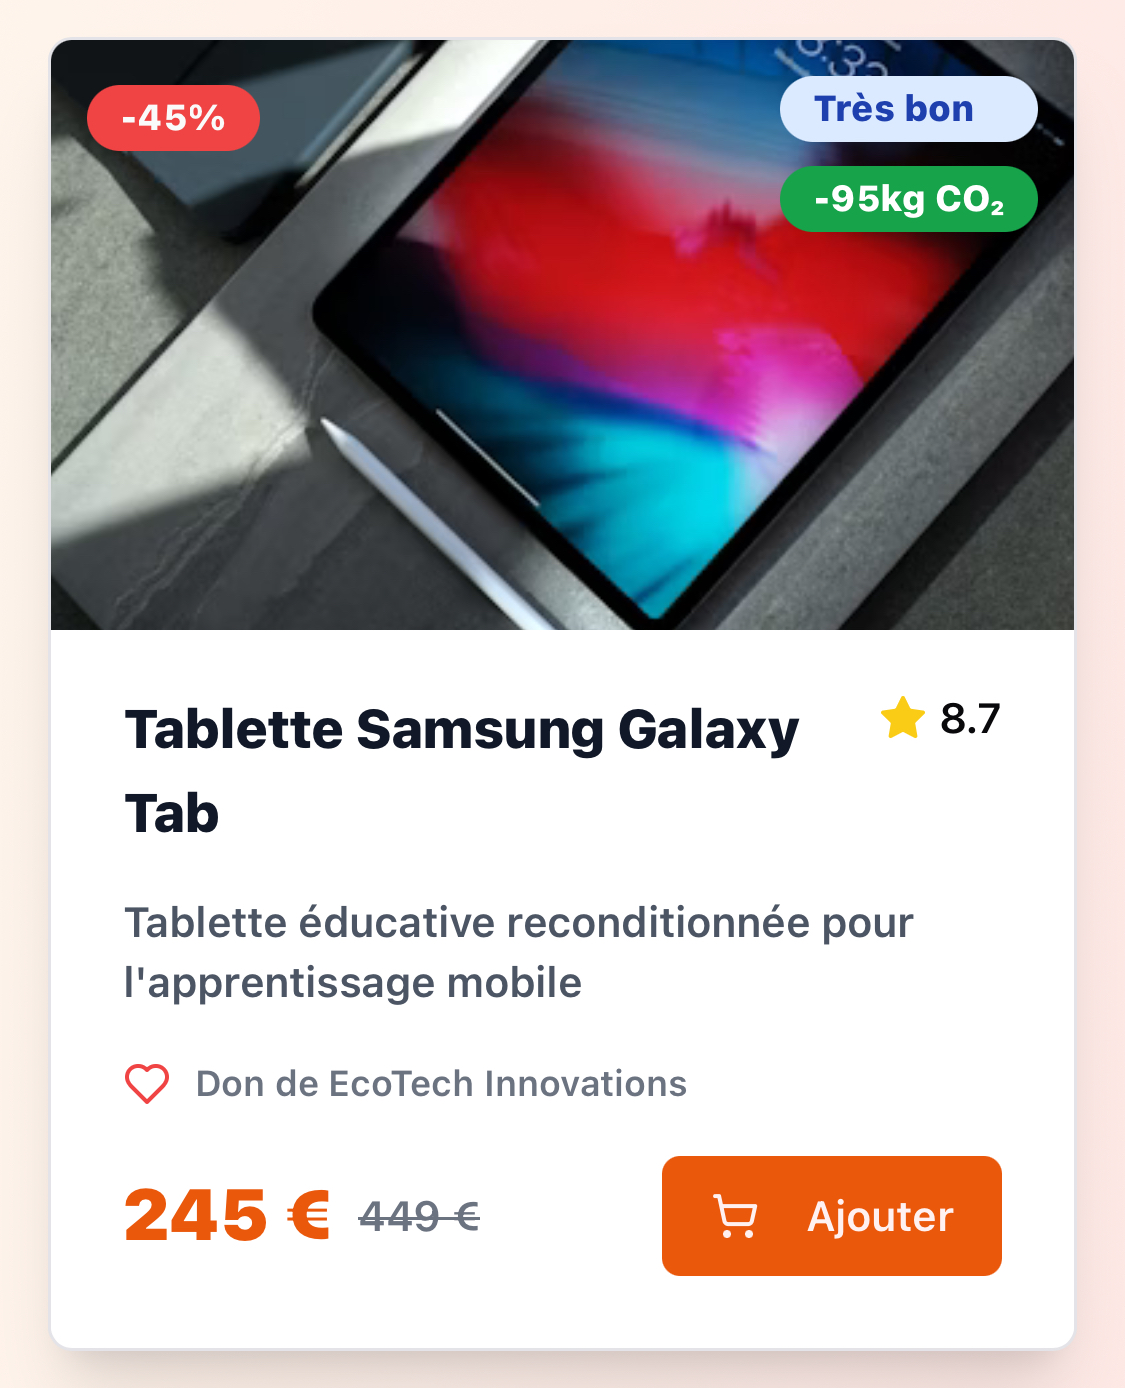 -45%
Très bon
-95kg CO₂
Tablette Samsung Galaxy
Tab
8.7
Tablette éducative reconditionnée pour
l'apprentissage mobile
Don de EcoTech Innovations
245 € 449 €
Ajouter